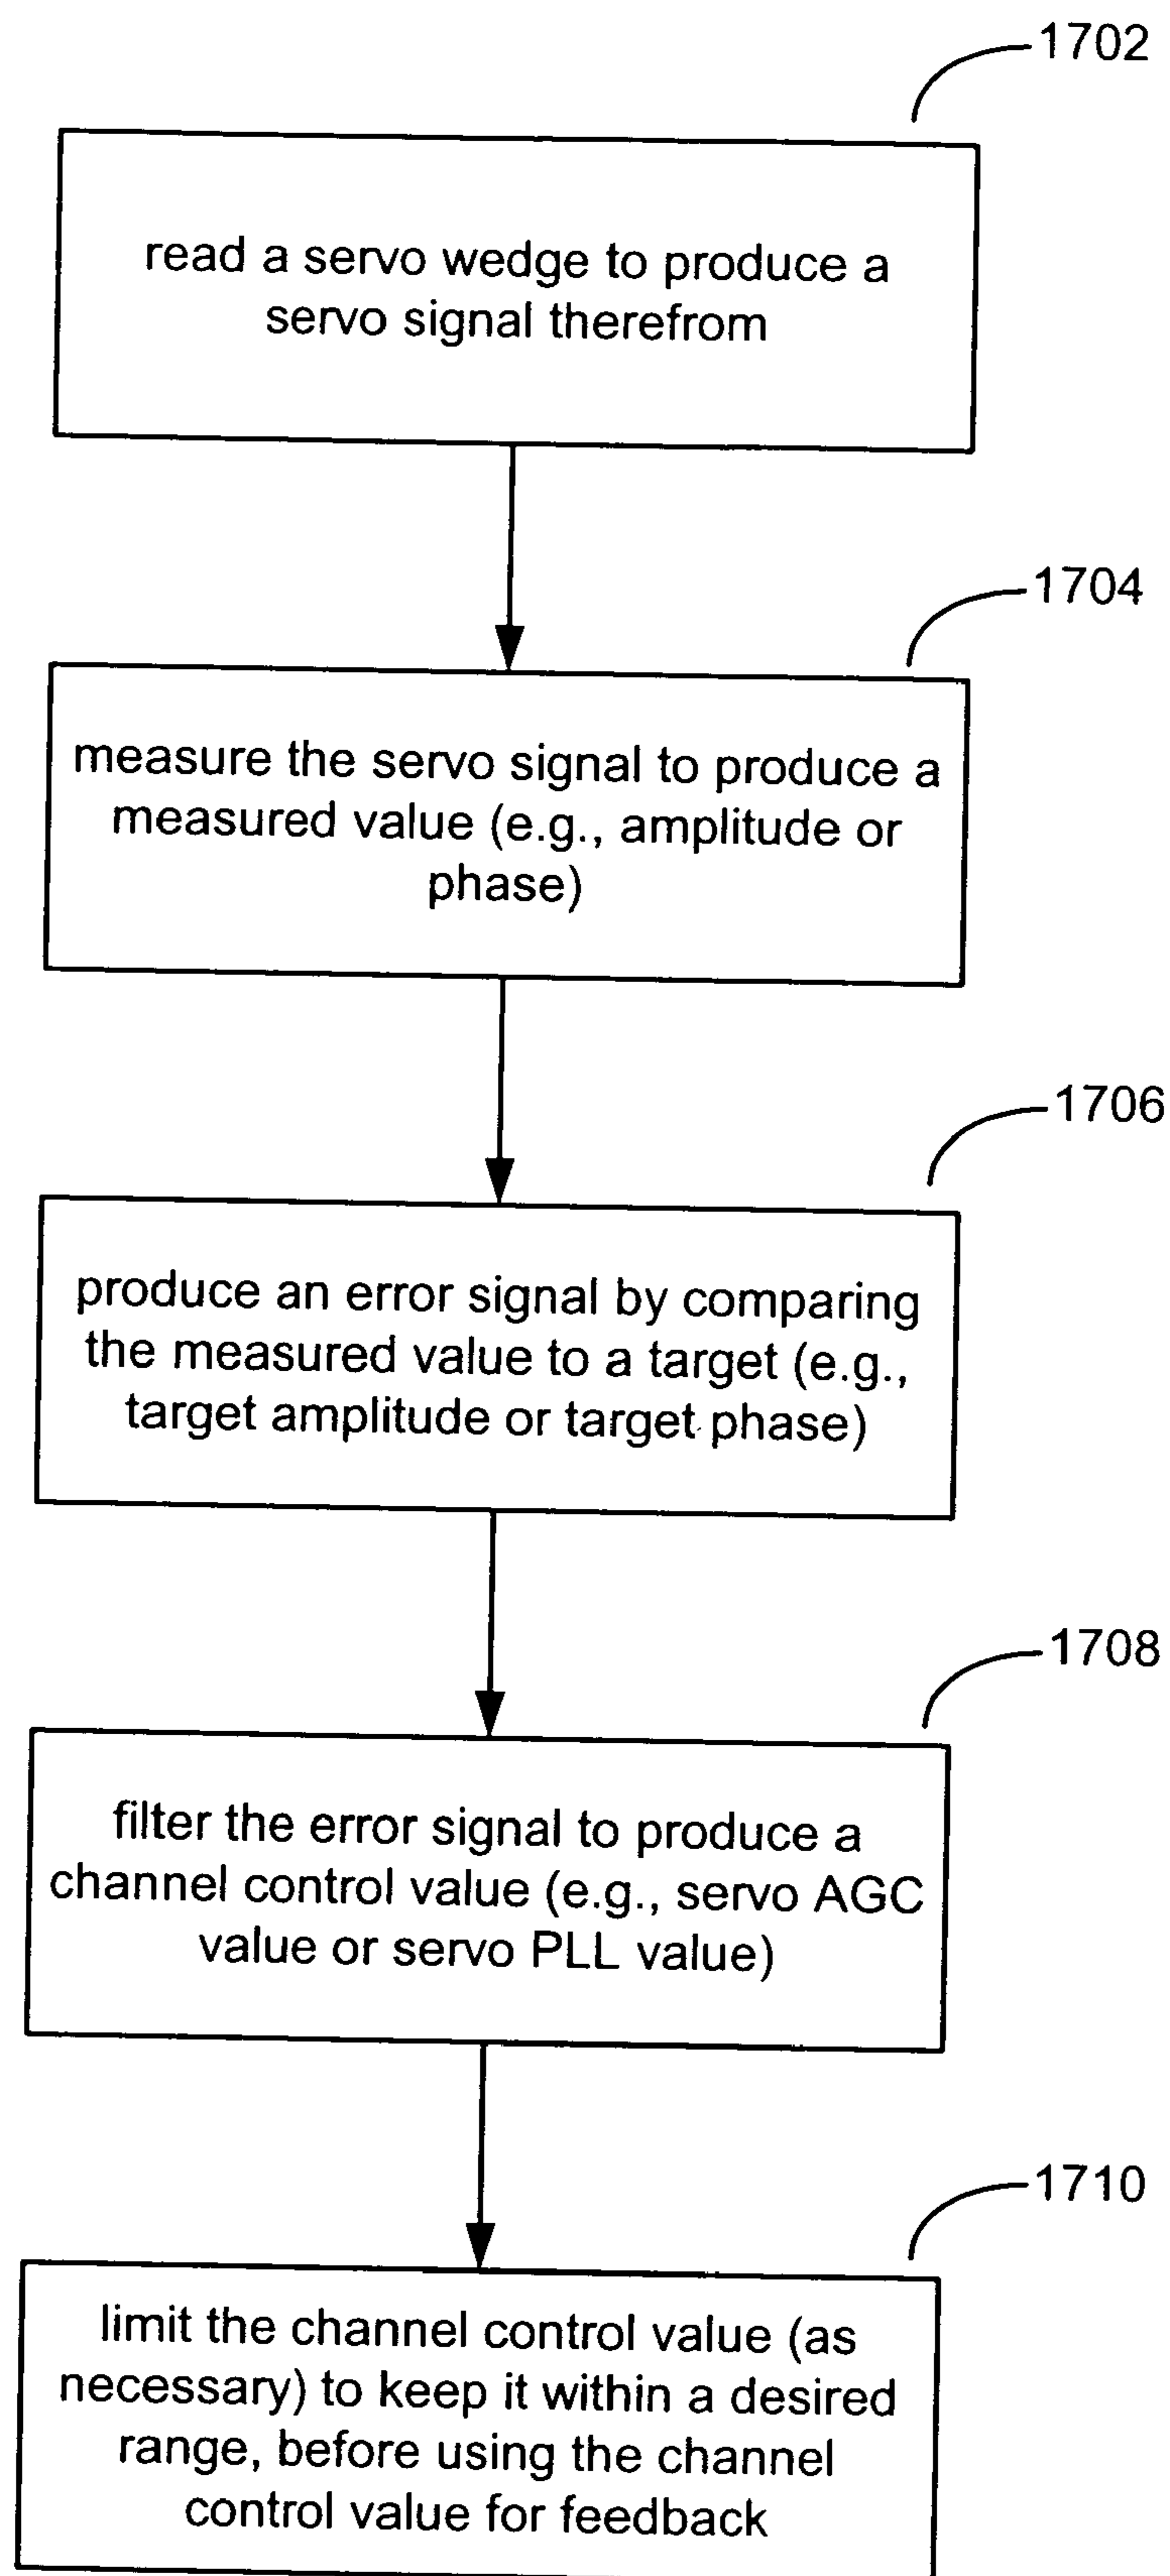 1702
read a servo wedge to produce a
servo signal therefrom
1704
measure the servo signal to produce a
measured value (e.g., amplitude or
phase)
1706
produce an error signal by comparing
the measured value to a target (e.g.,
target amplitude or target phase)
1708
filter the error signal to produce a
channel control value (e.g., servo AGC
value or servo PLL value)
1710
limit the channel control value (as
necessary) to keep it within a desired
range, before using the channel
control value for feedback